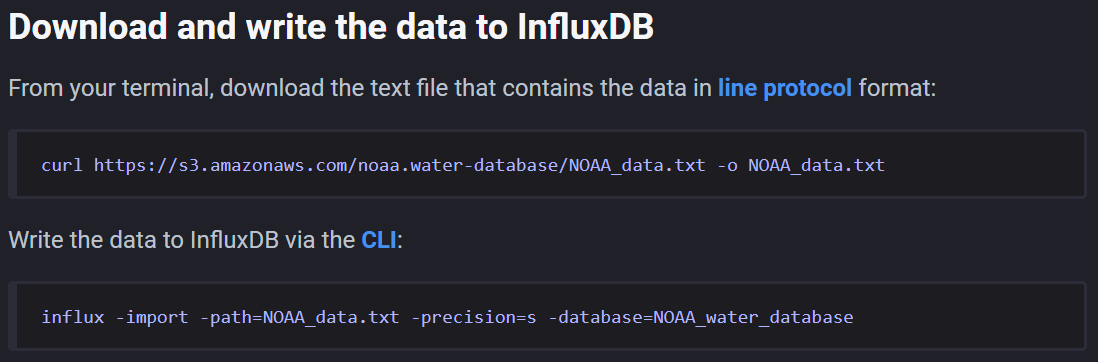 Download and write the data to InfluxDB
From your terminal, download the text file that contains the data in line protocol format:
curl https://s3.amazonaws.com/noaa.water-database/NOAA_data.txt -o NOAA_data.txt
Write the data to InfluxDB via the CLI:
influx -import -path=NOAA_data.txt -precision=s -database=NOAA_water_database